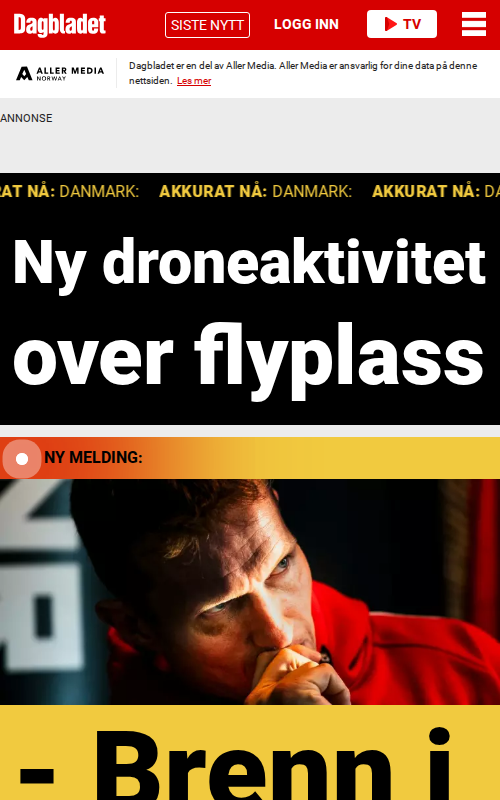 Dagbladet SISTE NYTT LOGG INN TV
ALLER MEDIA NORWAY
Dagbladet er en del av Aller Media. Aller Media er ansvarlig for dine data på denne
nettsiden. Les mer
ANNONSE
AT NÅ: DANMARK: AKKURAT NÅ: DANMARK: AKKURAT NÅ: DA
Ny droneaktivitet
over flyplass
NY MELDING:
- Brenn i